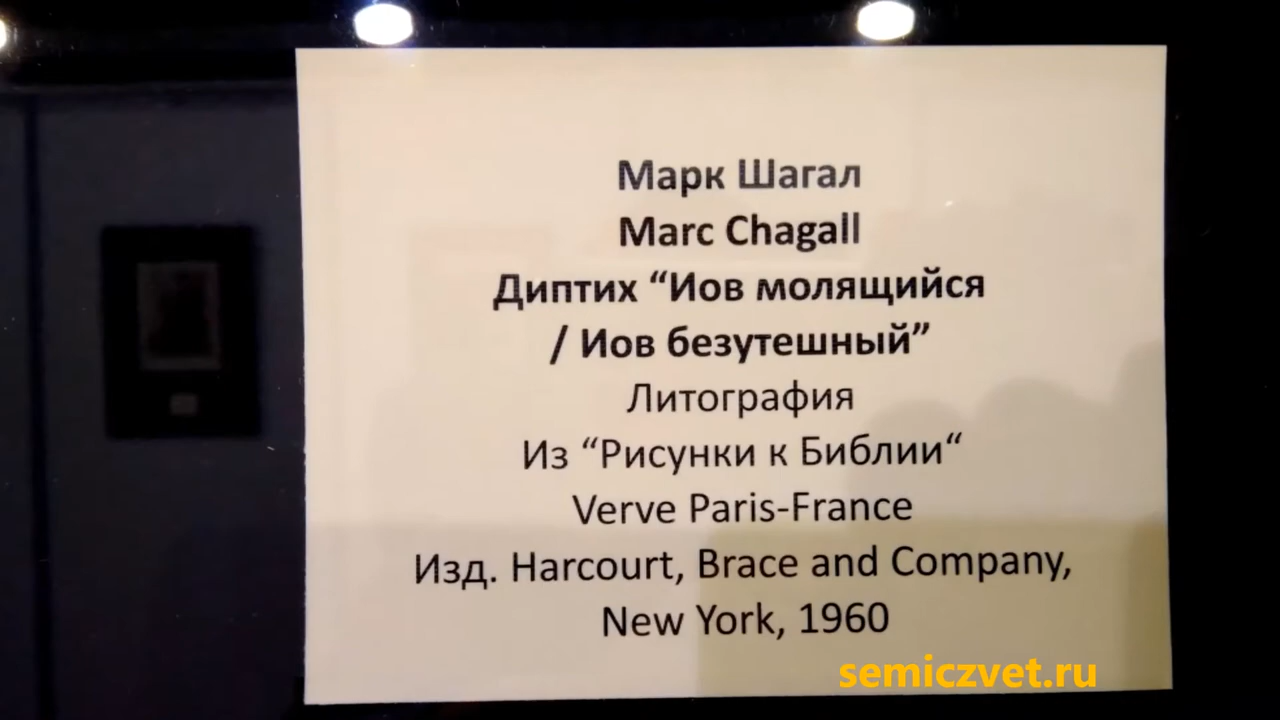 Марк Шагал
Marc Chagall
Диптих “Иов молящийся
/ Иов безутешный”
Литография
Из “Рисунки к Библии“
Verve Paris-France
Изд. Harcourt, Brace and Company,
New York, 1960
semiczvet.ru